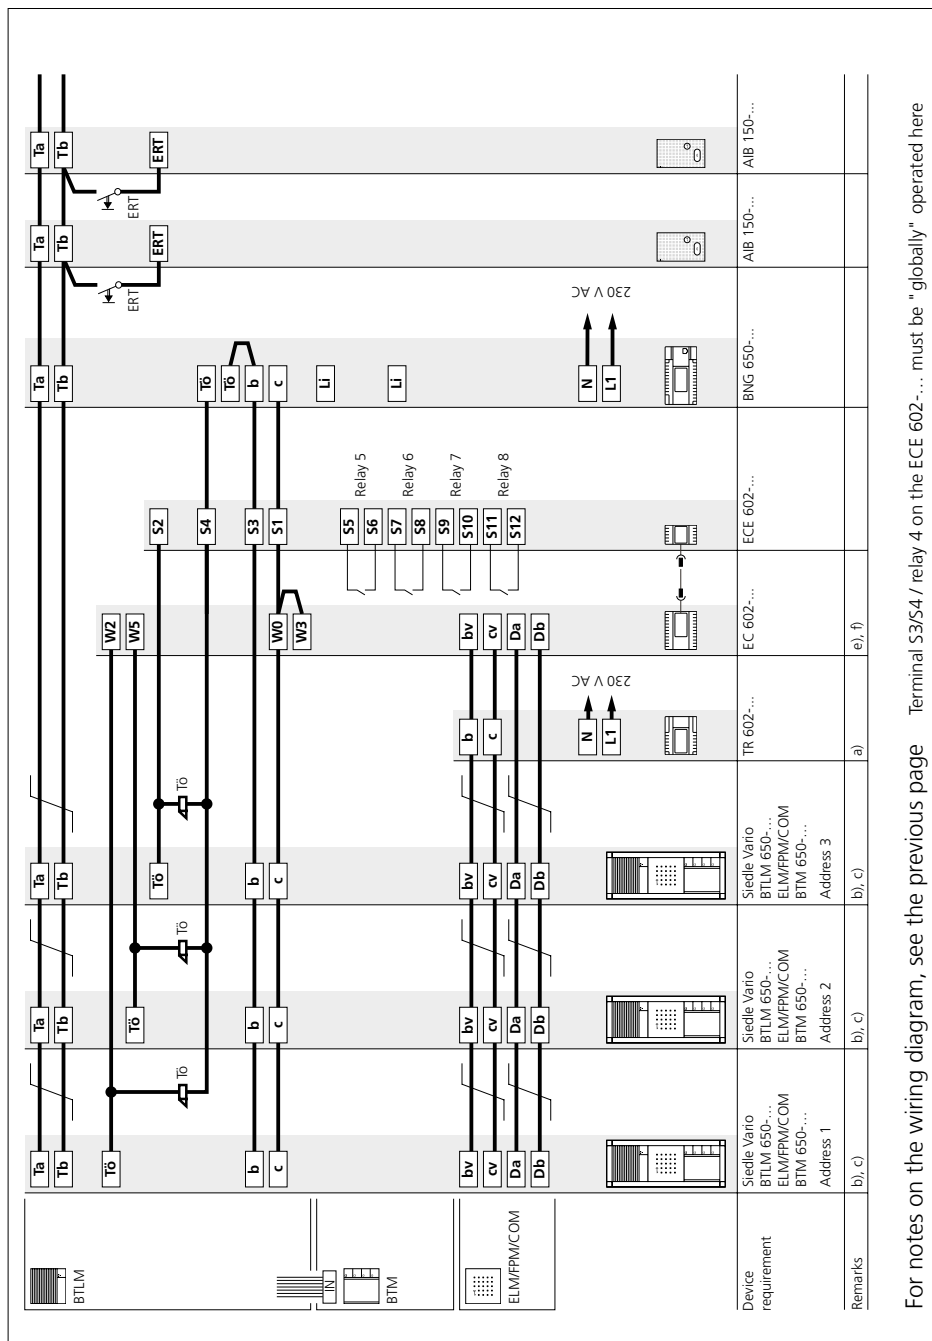 Ta Ta Ta Ta Ta Ta
Tb Tb Tb Tb Tb Tb
BTLM
Tö W2
Tö W5 ERT ERT
Tö S2 ERT ERT
Tö Tö Tö
S4 Tö
Tö
b b b S3 b
c c c W0 S1 c
W3
IN Li
S5
Relay 5
S6
BTM
S7 Li
Relay 6
S8
S9
Relay 7
bv bv bv b bv S10
cv cv cv c cv S11
Relay 8
ELM/FPM/COM
Da Da Da Da S12
Db Db Db Db
N N
230 V AC 230 V AC
L1 L1
Device
requirement
Siedle Vario
BTLM 650-...
ELM/FPM/COM
BTM 650-...
Address 1
Siedle Vario
BTLM 650-...
ELM/FPM/COM
BTM 650-...
Address 2
Siedle Vario
BTLM 650-...
ELM/FPM/COM
BTM 650-...
Address 3
TR 602-...
EC 602-...
ECE 602-...
BNG 650-...
AIB 150-...
AIB 150-...
Remarks b), c) b), c) b), c) a) e), f)
For notes on the wiring diagram, see the previous page Terminal S3/S4 / relay 4 on the ECE 602-... must be "globally" operated here